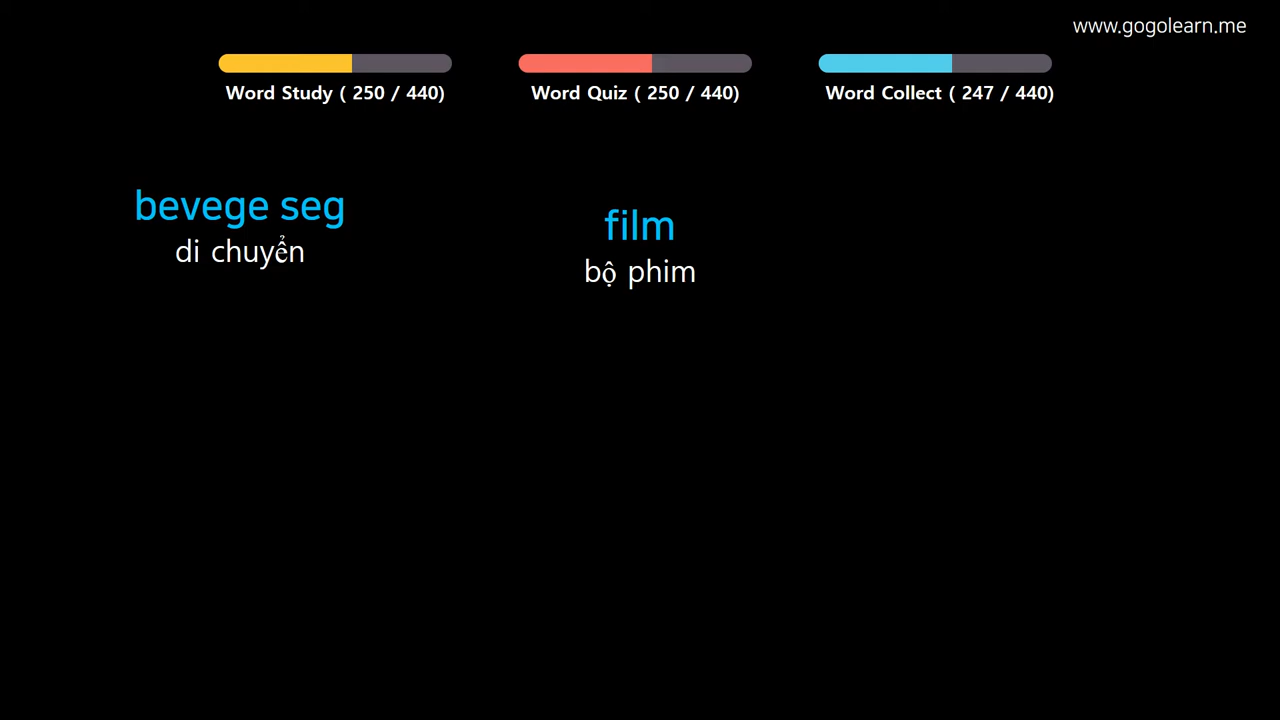 www.gogolearn.me
Word Study ( 250 / 440)
Word Quiz ( 250 / 440)
Word Collect ( 247 / 440)
bevege seg
di chuyển
film
bộ phim